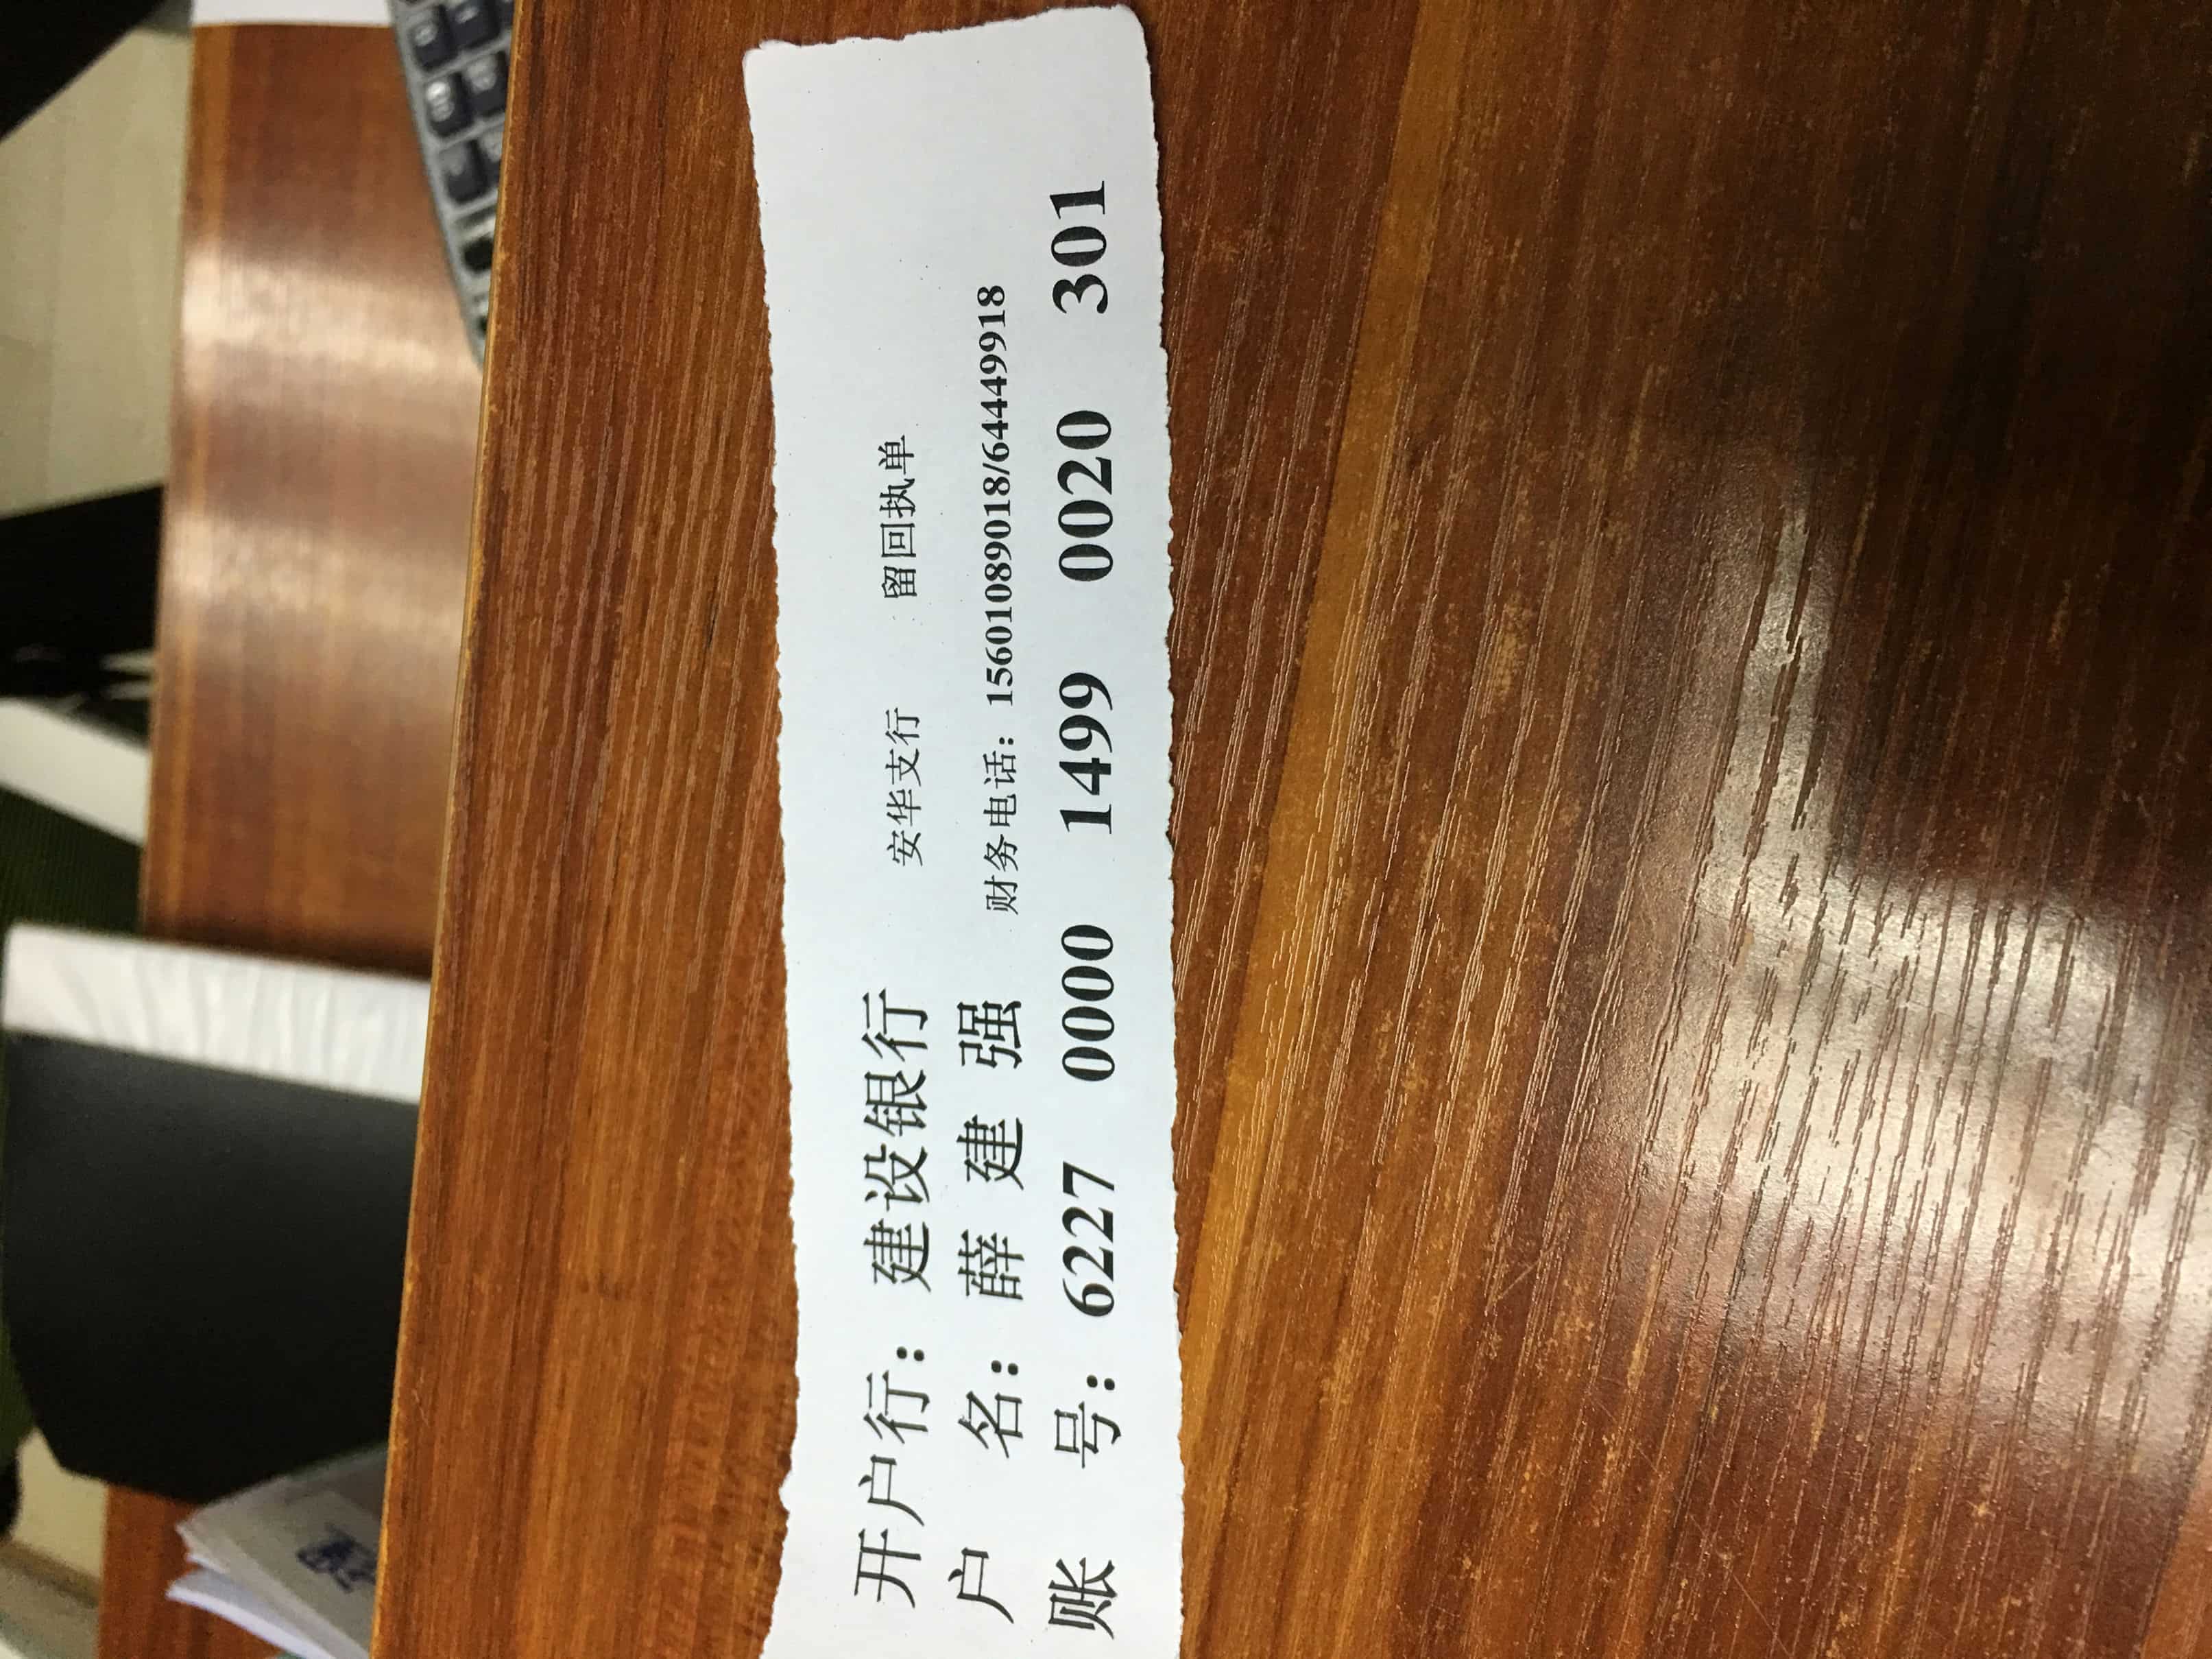 开户行：建设银行 安华支行 留回执单
户 名：薛 建 强 财务电话：15601089018/64449918
账 号：6227 0000 1499 0020 301